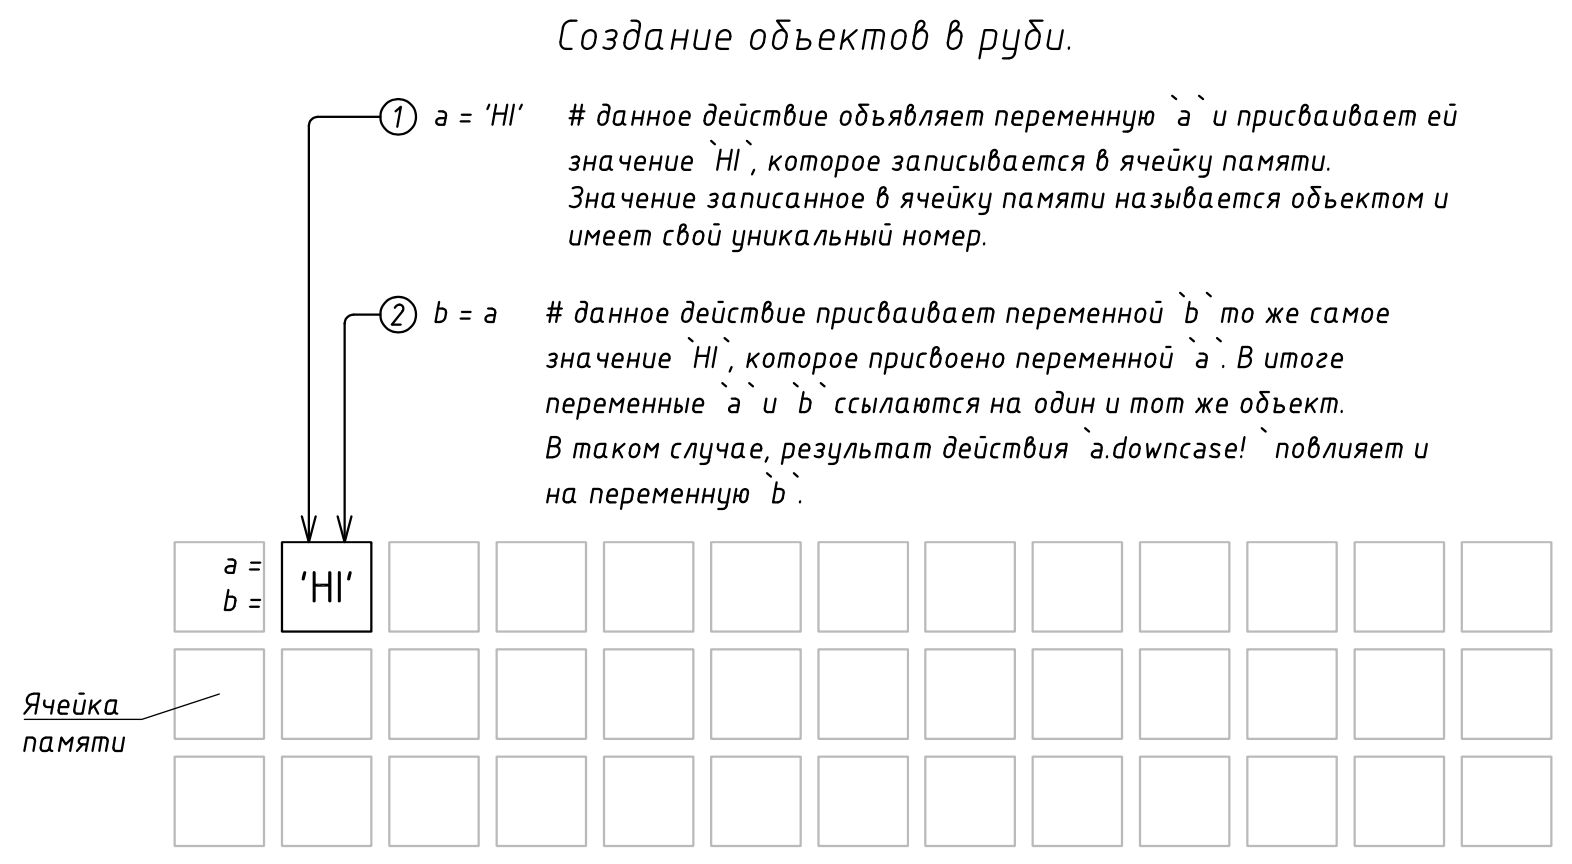 Создание объектов в руби.
1 a = 'HI' # данное действие объявляет переменную `a` и присваивает ей
значение `HI`, которое записывается в ячейку памяти.
Значение записанное в ячейку памяти называется объектом и
имеет свой уникальный номер.
2 b = a # данное действие присваивает переменной `b` то же самое
значение `HI`, которое присвоено переменной `a`. В итоге
переменные `a` и `b` ссылаются на один и тот же объект.
В таком случае, результат действия `a.downcase! ` повлияет и
на переменную `b`.
a =
b =
'HI'
Ячейка
памяти